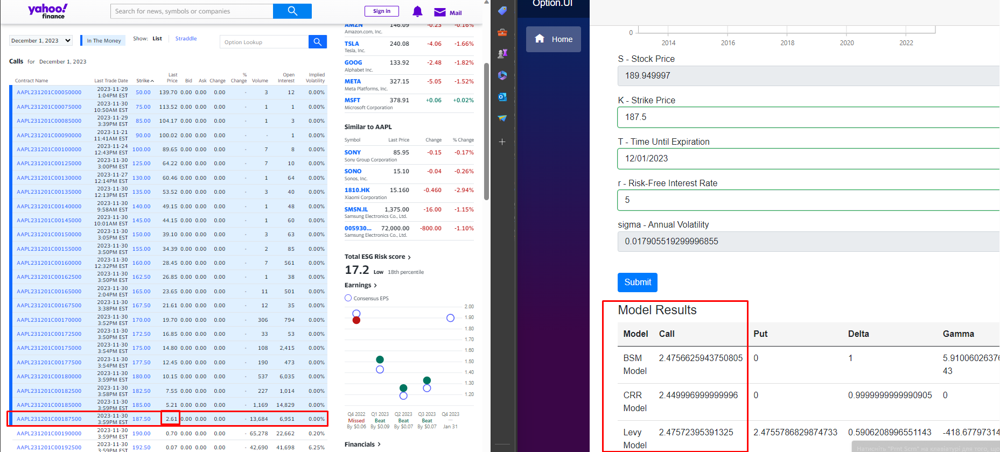 yahoo!
finance
Search for news, symbols or companies
Sign in
Mail
December 1, 2023
In The Money
Show: List Straddle
Option Lookup
Calls for December 1, 2023
Contract Name Last Trade Date Strike Last Price Bid Ask Change % Change Volume Open Interest Implied Volatility
AAPL231201C00050000 2023-11-29 1:04PM EST 50.00 139.70 0.00 0.00 0.00 - 3 12 0.00%
AAPL231201C00075000 2023-11-30 10:50AM EST 75.00 113.52 0.00 0.00 0.00 - 1 1 0.00%
AAPL231201C00085000 2023-11-29 3:39PM EST 85.00 104.17 0.00 0.00 0.00 - 1 3 0.00%
AAPL231201C00090000 2023-11-21 11:41AM EST 90.00 100.02 0.00 0.00 0.00 - - 1 0.00%
AAPL231201C00100000 2023-11-24 12:43PM EST 100.00 89.65 0.00 0.00 0.00 - 7 8 0.00%
AAPL231201C00125000 2023-11-30 3:00PM EST 125.00 64.22 0.00 0.00 0.00 - 7 10 0.00%
AAPL231201C00130000 2023-11-27 12:14PM EST 130.00 60.46 0.00 0.00 0.00 - 1 64 0.00%
AAPL231201C00135000 2023-11-30 12:13PM EST 135.00 53.52 0.00 0.00 0.00 - 3 40 0.00%
AAPL231201C00140000 2023-11-30 9:58AM EST 140.00 49.15 0.00 0.00 0.00 - 1 48 0.00%
AAPL231201C00145000 2023-11-30 10:01AM EST 145.00 44.15 0.00 0.00 0.00 - 1 60 0.00%
AAPL231201C00150000 2023-11-30 3:05PM EST 150.00 39.10 0.00 0.00 0.00 - 3 63 0.00%
AAPL231201C00155000 2023-11-30 3:50PM EST 155.00 34.39 0.00 0.00 0.00 - 2 85 0.00%
AAPL231201C00160000 2023-11-30 12:32PM EST 160.00 28.45 0.00 0.00 0.00 - 7 561 0.00%
AAPL231201C00162500 2023-11-30 3:50PM EST 162.50 26.85 0.00 0.00 0.00 - 1 38 0.00%
AAPL231201C00165000 2023-11-30 2:04PM EST 165.00 23.65 0.00 0.00 0.00 - 11 501 0.00%
AAPL231201C00167500 2023-11-30 3:38PM EST 167.50 21.61 0.00 0.00 0.00 - 12 35 0.00%
AAPL231201C00170000 2023-11-30 3:52PM EST 170.00 19.70 0.00 0.00 0.00 - 306 794 0.00%
AAPL231201C00172500 2023-11-30 3:50PM EST 172.50 16.85 0.00 0.00 0.00 - 33 53 0.00%
AAPL231201C00175000 2023-11-30 3:54PM EST 175.00 14.80 0.00 0.00 0.00 - 108 2,415 0.00%
AAPL231201C00177500 2023-11-30 3:54PM EST 177.50 12.45 0.00 0.00 0.00 - 190 473 0.00%
AAPL231201C00180000 2023-11-30 3:59PM EST 180.00 10.15 0.00 0.00 0.00 - 537 6,035 0.00%
AAPL231201C00182500 2023-11-30 3:58PM EST 182.50 7.55 0.00 0.00 0.00 - 227 1,014 0.00%
AAPL231201C00185000 2023-11-30 3:59PM EST 185.00 5.21 0.00 0.00 0.00 - 1,169 14,829 0.00%
AAPL231201C00187500 2023-11-30 3:59PM EST 187.50 2.61 0.00 0.00 0.00 - 13,684 6,951 0.00%
AAPL231201C00190000 2023-11-30 3:59PM EST 190.00 0.70 0.00 0.00 0.00 - 65,278 22,662 0.20%
AAPL231201C00192500 2023-11-30 3:59PM EST 192.50 0.07 0.00 0.00 0.00 - 42,690 41,698 6.25%
AMZN 146.09 -0.23 -0.16%
Amazon.com, Inc.
TSLA 240.08 -4.06 -1.66%
Tesla, Inc.
GOOG 133.92 -2.48 -1.82%
Alphabet Inc.
META 327.15 -5.05 -1.52%
Meta Platforms, Inc.
MSFT 378.91 +0.06 +0.02%
Microsoft Corporation
Similar to AAPL
Symbol Last Price Change % Change
SONY 85.95 -0.15 -0.17%
Sony Group Corporation
SONO 15.10 -0.04 -0.26%
Sonos, Inc.
1810.HK 15.160 -0.460 -2.94%
Xiaomi Corporation
SMSN.IL 1,375.00 -16.00 -1.15%
Samsung Electronics Co., Ltd.
005930... 72,000.00 -800.00 -1.10%
Samsung Electronics Co., Ltd.
Total ESG Risk score
17.2 Low 18th percentile
Earnings
Consensus EPS
2.00
1.90
1.80
1.70
1.60
1.50
1.40
1.30
1.20
Q4 2022 Q1 2023 Q2 2023 Q3 2023 Q4 2023
Missed Beat Beat Beat —
By $0.06 By $0.09 By $0.07 By $0.07 Jan 31
Financials
Option.UI
Home
0
2014 2016 2018 2020 2022
S - Stock Price
189.949997
K - Strike Price
187.5
T - Time Until Expiration
12/01/2023
r - Risk-Free Interest Rate
5
sigma - Annual Volatility
0.017905519299996855
Submit
Model Results
Model Call Put Delta Gamma
BSM Model 2.4756625943750805 0 1 5.9100602637 43
CRR Model 2.449996999999996 0 0.9999999999990905 0
Levy Model 2.47572395391325 2.4755786829874733 0.5906208996551143 -418.67797314
Натисніть "Prnt Scrn" на клавіатурі для того, що